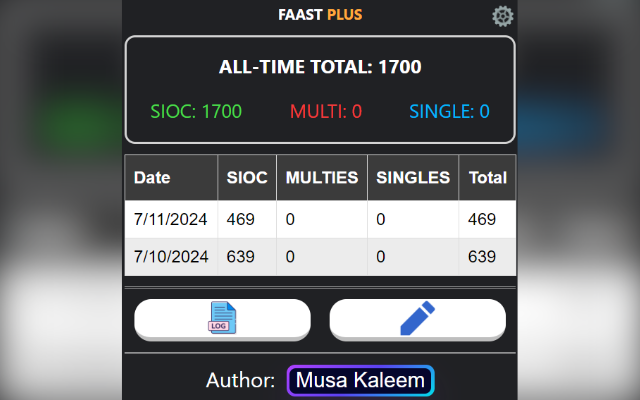 FAAST PLUS
ALL-TIME TOTAL: 1700
SIOC: 1700 MULTI: 0 SINGLE: 0
Date SIOC MULTIES SINGLES Total
7/11/2024 469 0 0 469
7/10/2024 639 0 0 639
LOG
Author: Musa Kaleem